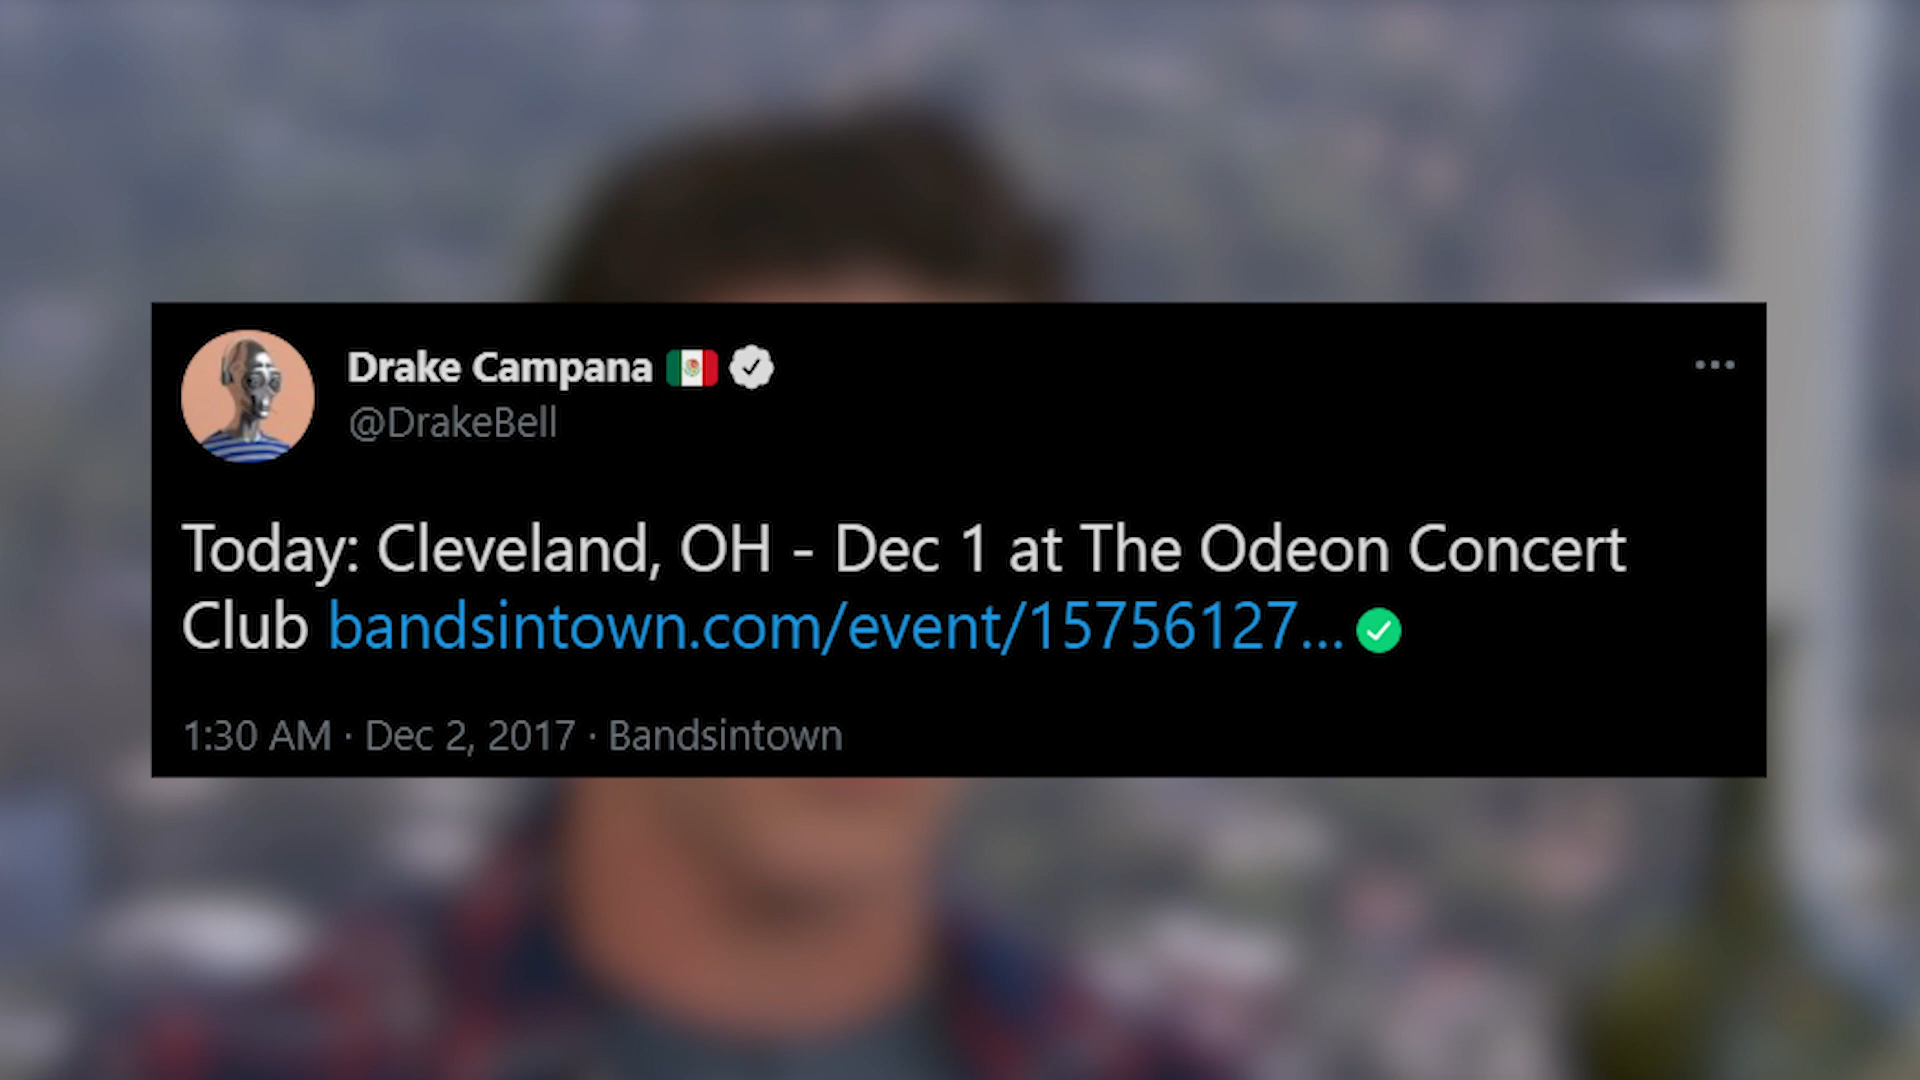 Drake Campana 🇲🇽
@DrakeBell
Today: Cleveland, OH - Dec 1 at The Odeon Concert
Club bandsintown.com/event/15756127...
1:30 AM · Dec 2, 2017 · Bandsintown